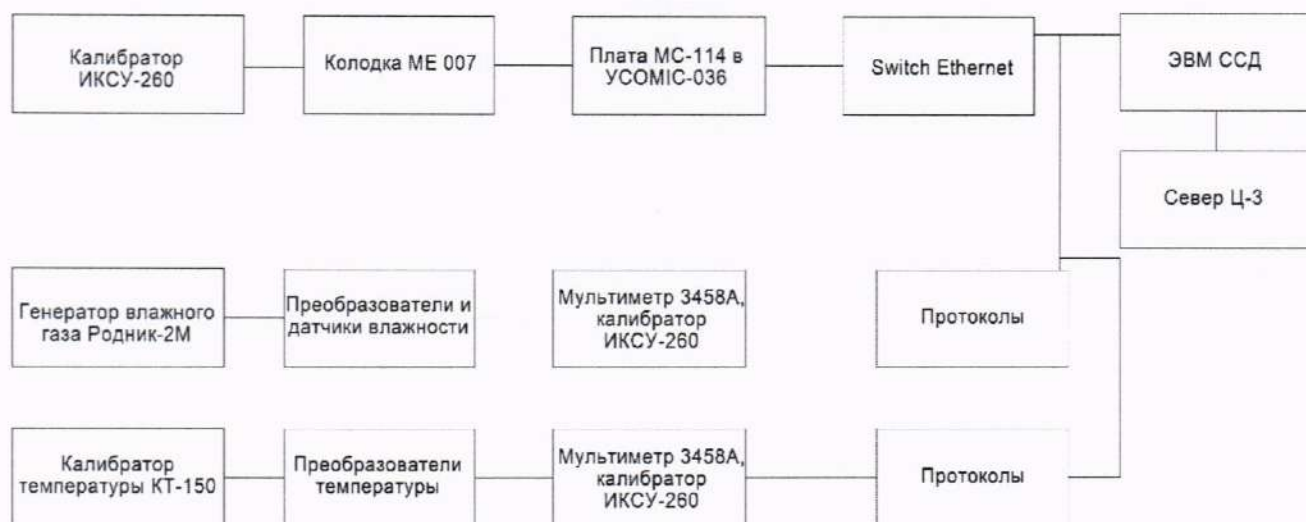 Калибратор
ИКСУ-260
Колодка МЕ 007
Плата МС-114 в
УСОМIC-036
Switch Ethernet
ЭВМ ССД
Север Ц-3
Генератор влажного
газа Родник-2М
Преобразователи и
датчики влажности
Мультиметр 3458А,
калибратор
ИКСУ-260
Протоколы
Калибратор
температуры КТ-150
Преобразователи
температуры
Мультиметр 3458А,
калибратор
ИКСУ-260
Протоколы